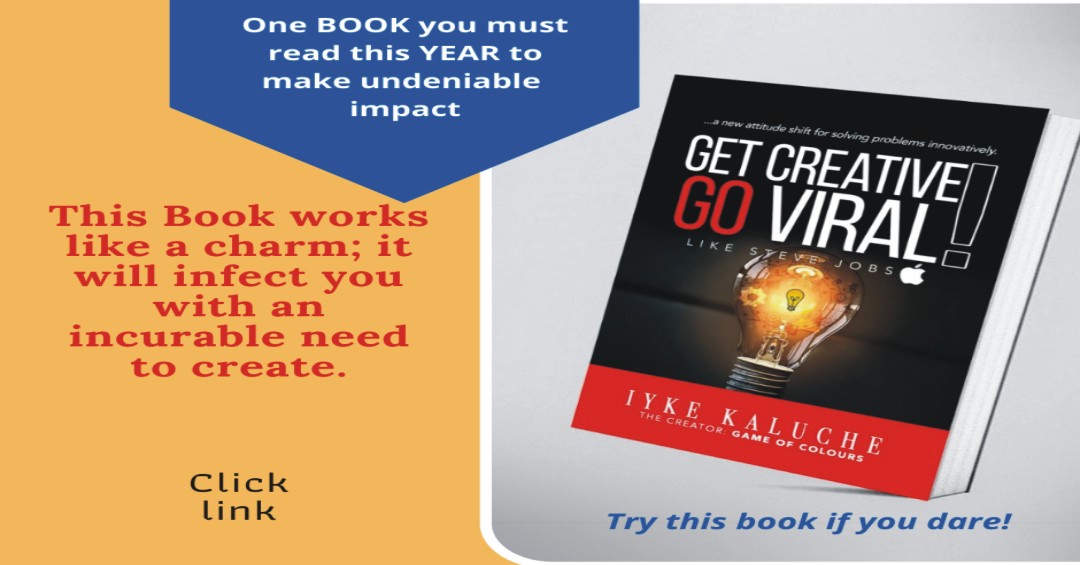 One BOOK you must
read this YEAR to
make undeniable
impact
This Book works
like a charm; it
will infect you
with an
incurable need
to create.
Click
link
...a new attitude shift for solving problems innovatively.
GET CREATIVE
GO VIRAL!
LIKE STEVE JOBS
IYKE KALUCHE
THE CREATOR: GAME OF COLOURS
Try this book if you dare!